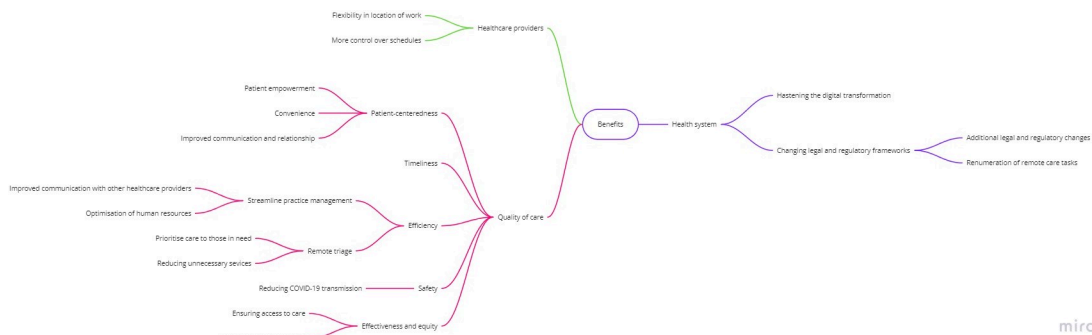 Flexibility in location of work
Healthcare providers
More control over schedules
Patient empowerment
Hastening the digital transformation
Convenience
Patient-centeredness
Benefits
Health system
Improved communication and relationship
Additional legal and regulatory changes
Changing legal and regulatory frameworks
Timeliness
Renumeration of remote care tasks
Improved communication with other healthcare providers
Streamline practice management
Optimisation of human resources
Quality of care
Efficiency
Prioritise care to those in need
Remote triage
Reducing unnecessary sevices
Reducing COVID-19 transmission
Safety
Ensuring access to care
Effectiveness and equity
miro